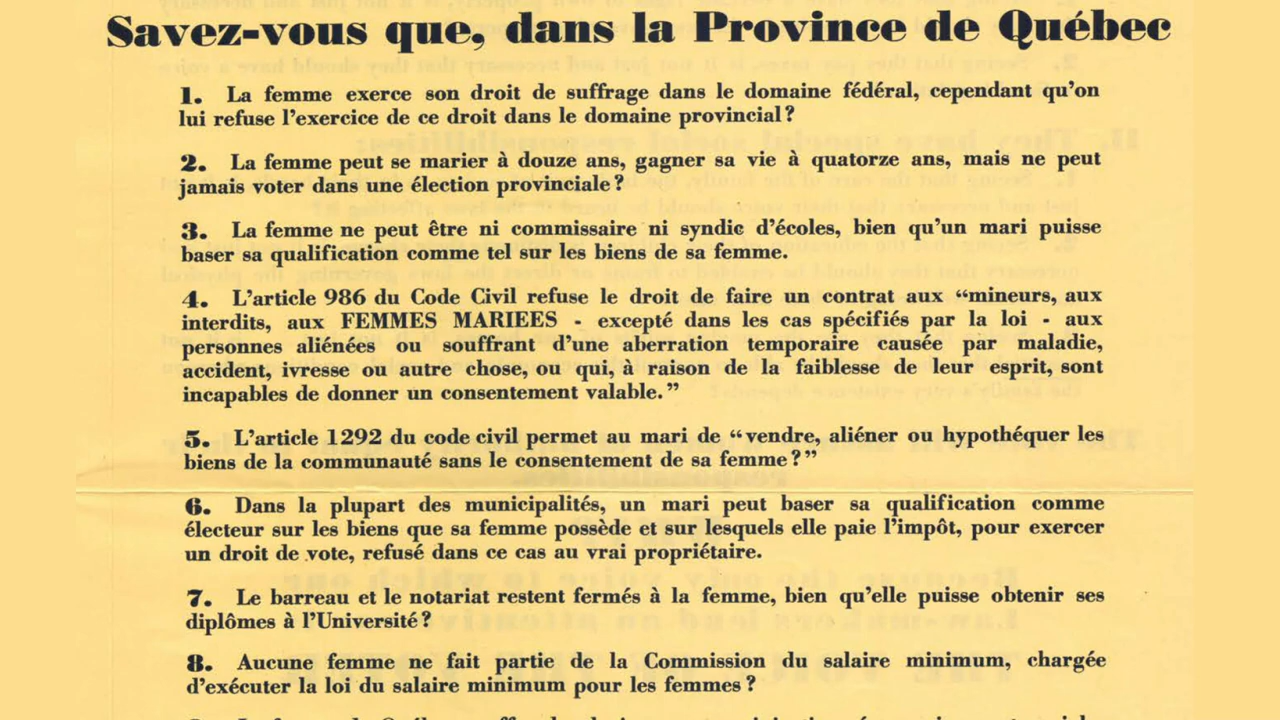 Savez-vous que, dans la Province de Québec
1. La femme exerce son droit de suffrage dans le domaine fédéral, cependant qu'on
lui refuse l'exercice de ce droit dans le domaine provincial?
2. La femme peut se marier à douze ans, gagner sa vie à quatorze ans, mais ne peut
jamais voter dans une élection provinciale?
3. La femme ne peut être ni commissaire ni syndic d'écoles, bien qu'un mari puisse
baser sa qualification comme tel sur les biens de sa femme.
4. L'article 986 du Code Civil refuse le droit de faire un contrat aux “mineurs, aux
interdits, aux FEMMES MARIEES - excepté dans les cas spécifiés par la loi - aux
personnes aliénées ou souffrant d'une aberration temporaire causée par maladie,
accident, ivresse ou autre chose, ou qui, à raison de la faiblesse de leur esprit, sont
incapables de donner un consentement valable.”
5. L'article 1292 du code civil permet au mari de “vendre, aliéner ou hypothéquer les
biens de la communauté sans le consentement de sa femme?”
6. Dans la plupart des municipalités, un mari peut baser sa qualification comme
électeur sur les biens que sa femme possède et sur lesquels elle paie l'impôt, pour exercer
un droit de vote, refusé dans ce cas au vrai propriétaire.
7. Le barreau et le notariat restent fermés à la femme, bien qu'elle puisse obtenir ses
diplômes à l'Université?
8. Aucune femme ne fait partie de la Commission du salaire minimum, chargée
d'exécuter la loi du salaire minimum pour les femmes?